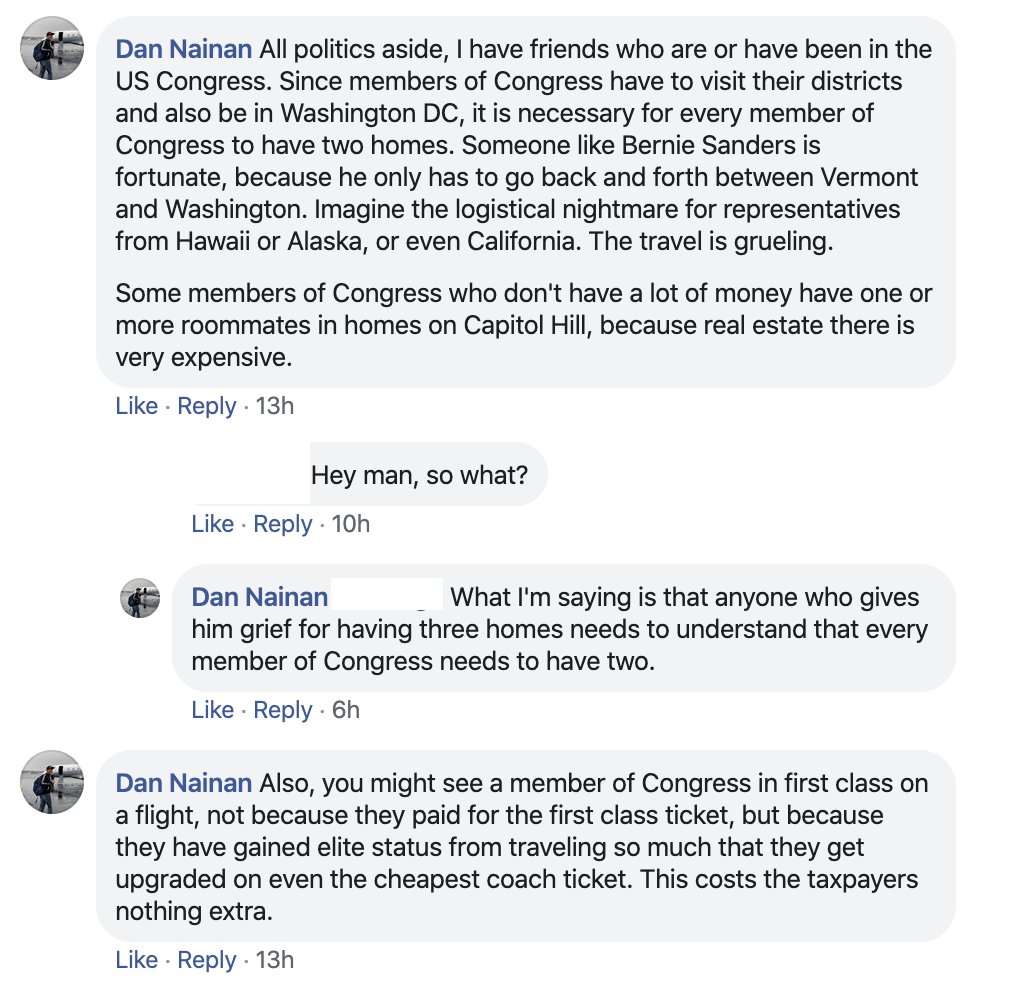 Dan Nainan All politics aside, I have friends who are or have been in the
US Congress. Since members of Congress have to visit their districts
and also be in Washington DC, it is necessary for every member of
Congress to have two homes. Someone like Bernie Sanders is
fortunate, because he only has to go back and forth between Vermont
and Washington. Imagine the logistical nightmare for representatives
from Hawaii or Alaska, or even California. The travel is grueling.
Some members of Congress who don't have a lot of money have one or
more roommates in homes on Capitol Hill, because real estate there is
very expensive.
Like · Reply · 13h
Hey man, so what?
Like · Reply · 10h
Dan Nainan What I'm saying is that anyone who gives
him grief for having three homes needs to understand that every
member of Congress needs to have two.
Like · Reply · 6h
Dan Nainan Also, you might see a member of Congress in first class on
a flight, not because they paid for the first class ticket, but because
they have gained elite status from traveling so much that they get
upgraded on even the cheapest coach ticket. This costs the taxpayers
nothing extra.
Like · Reply · 13h